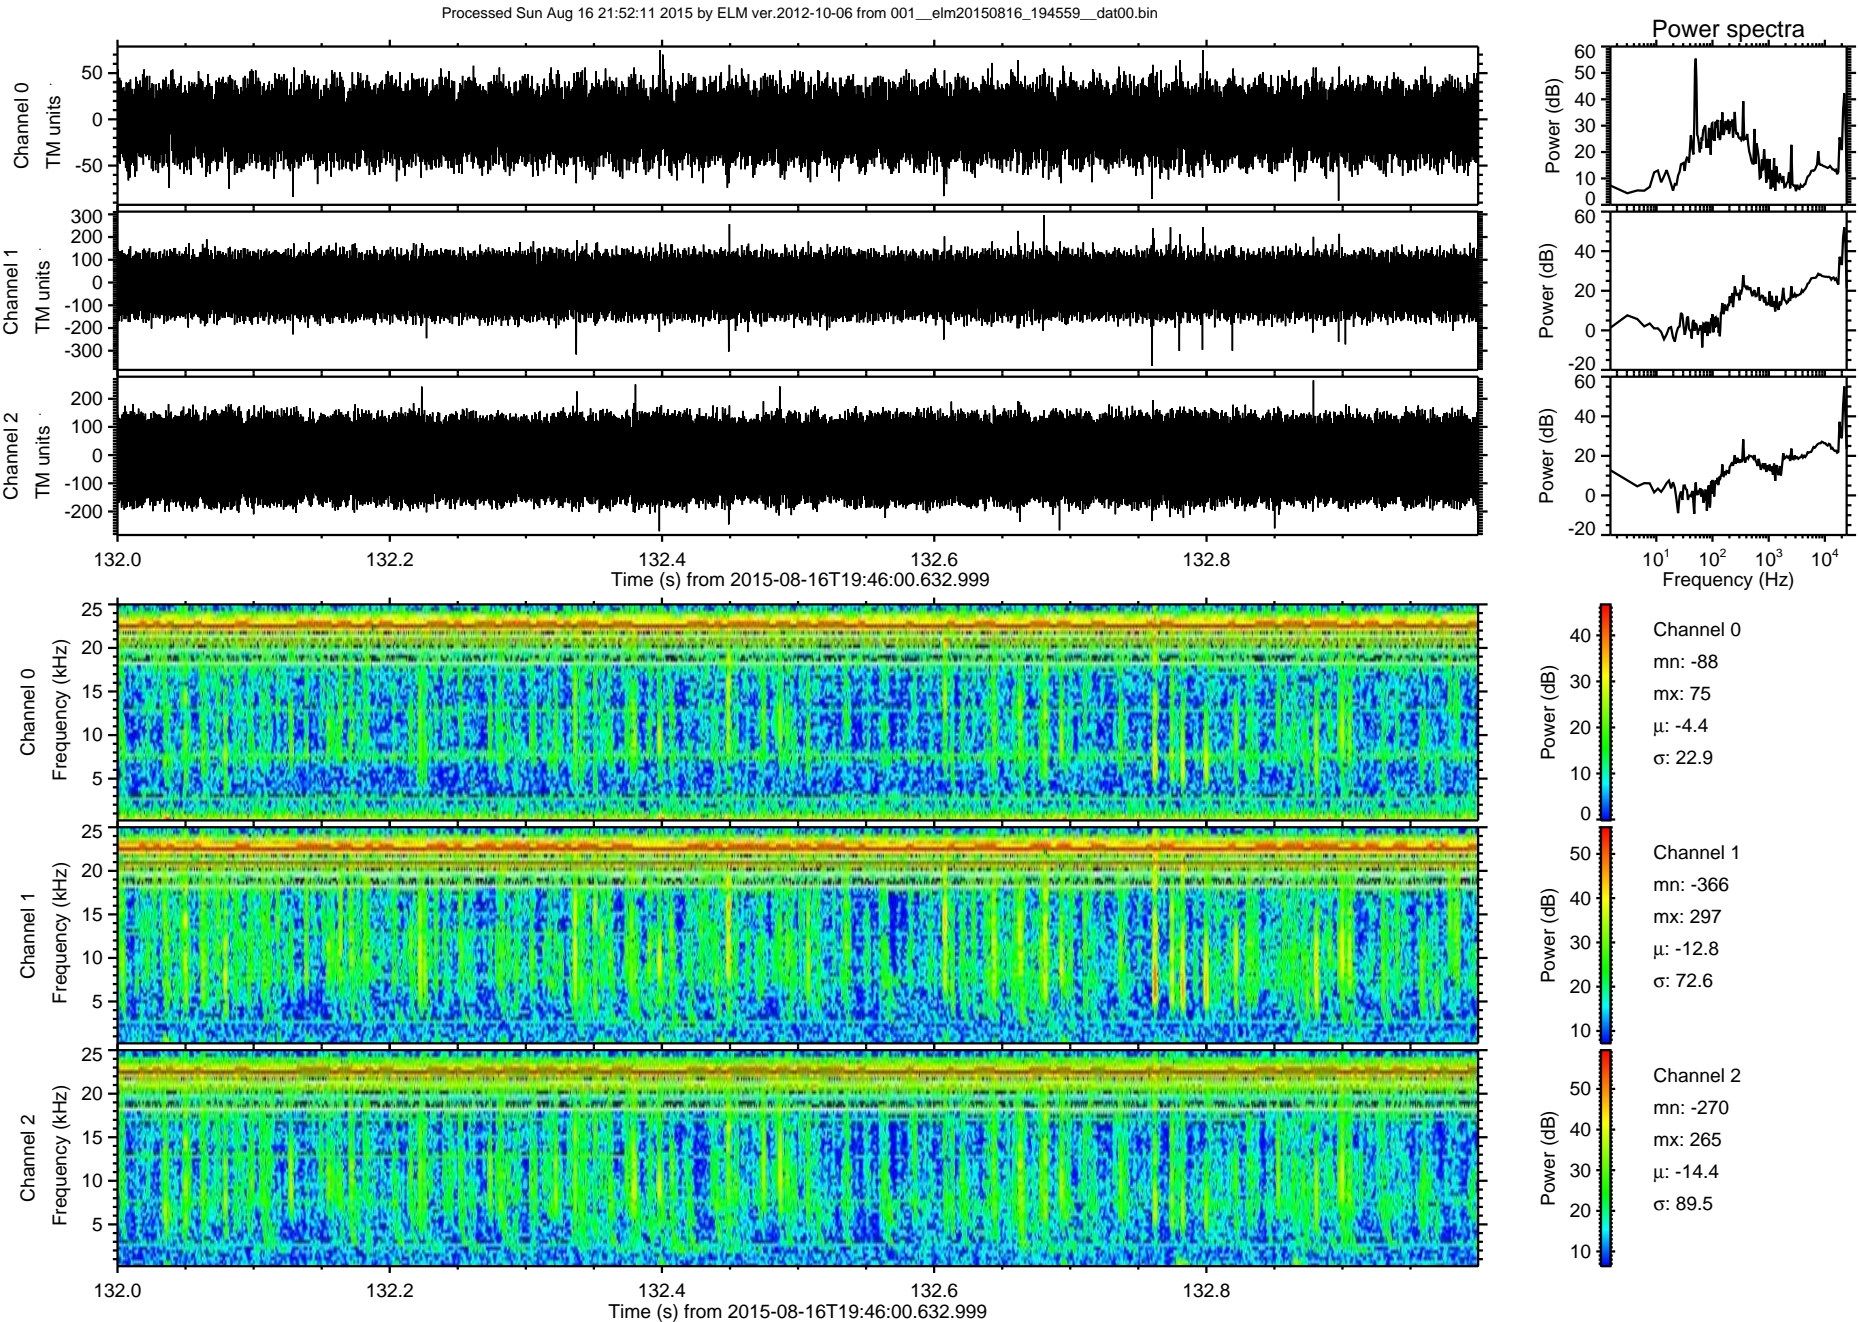 Processed Sun Aug 16 21:52:11 2015 by ELM ver.2012-10-06 from 001__elm20150816_194559__dat00.bin
Power spectra
Channel 0
TM units
50
0
-50
Power (dB)
60
50
40
30
20
10
0
Channel 1
TM units
300
200
100
0
-100
-200
-300
Power (dB)
60
40
20
0
-20
Channel 2
TM units
200
100
0
-100
-200
Power (dB)
60
40
20
0
-20
132.0 132.2 132.4 132.6 132.8
Time (s) from 2015-08-16T19:46:00.632.999
10¹ 10² 10³ 10⁴
Frequency (Hz)
Channel 0
Frequency (kHz)
25
20
15
10
5
Power (dB)
40
30
20
10
0
Channel 0
mn: -88
mx: 75
μ: -4.4
σ: 22.9
Channel 1
Frequency (kHz)
25
20
15
10
5
Power (dB)
50
40
30
20
10
Channel 1
mn: -366
mx: 297
μ: -12.8
σ: 72.6
Channel 2
Frequency (kHz)
25
20
15
10
5
Power (dB)
50
40
30
20
10
Channel 2
mn: -270
mx: 265
μ: -14.4
σ: 89.5
132.0 132.2 132.4 132.6 132.8
Time (s) from 2015-08-16T19:46:00.632.999